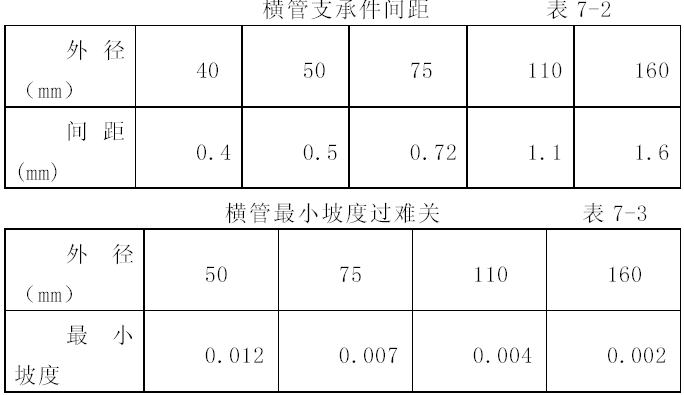 横管支承件间距 表 7-2
外 径（mm） 40 50 75 110 160
间 距(mm) 0.4 0.5 0.72 1.1 1.6
横管最小坡度过难关 表 7-3
外 径（mm） 50 75 110 160
最 小坡度 0.012 0.007 0.004 0.002